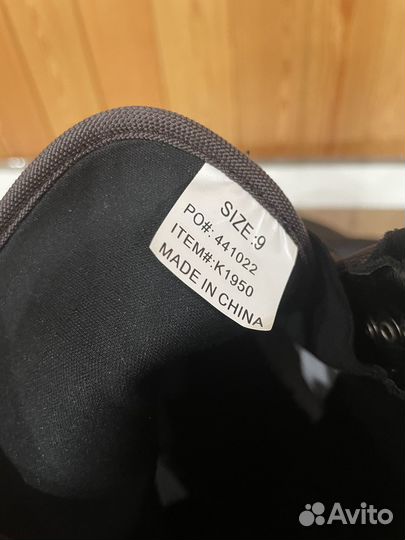 SIZE:9
PO#: 441022
ITEM#:K1950
MADE IN CHINA
Avito